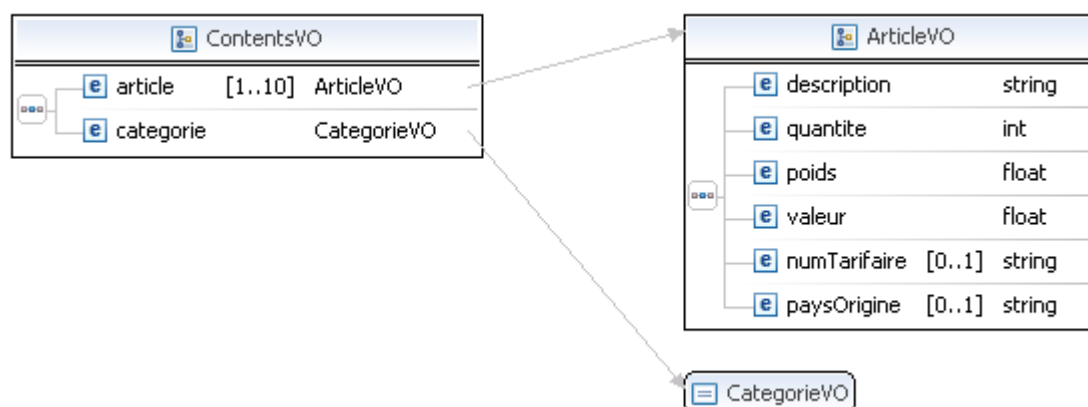 ContentsVO
article [1..10] ArticleVO
categorie CategorieVO
ArticleVO
description string
quantite int
poids float
valeur float
numTarifaire [0..1] string
paysOrigine [0..1] string
CategorieVO